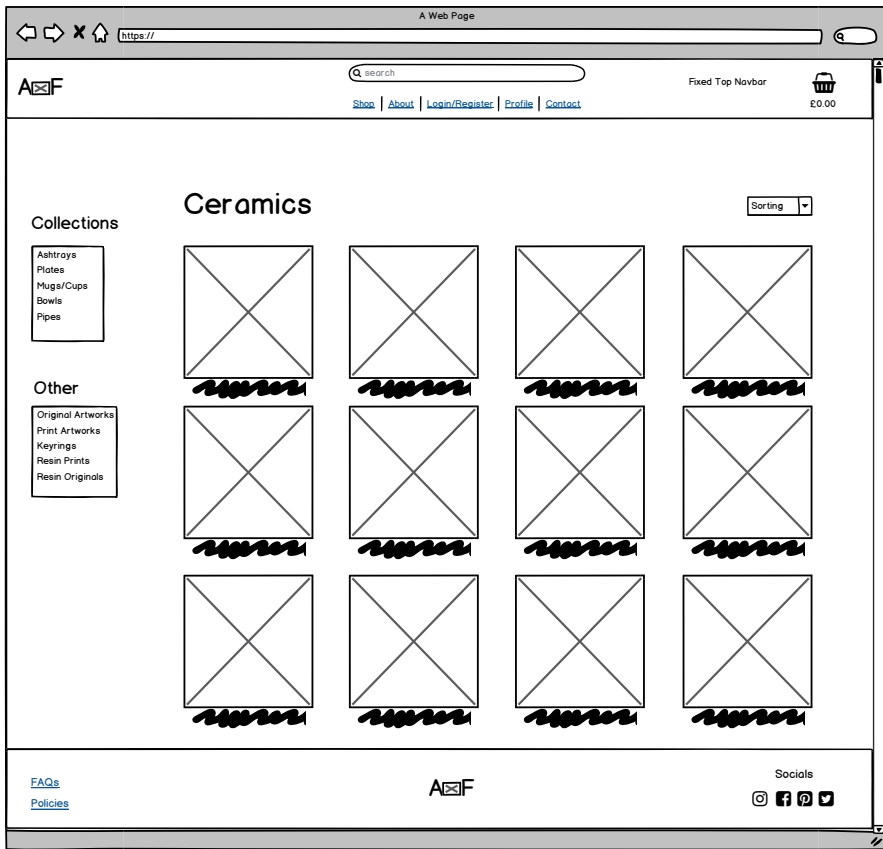 A Web Page
https://
search
A F
Fixed Top Navbar
Shop | About | Login/Register | Profile | Contact
£0.00
Ceramics
Sorting
Collections
Ashtrays
Plates
Mugs/Cups
Bowls
Pipes
Other
Original Artworks
Print Artworks
Keyrings
Resin Prints
Resin Originals
FAQs
Policies
A F
Socials